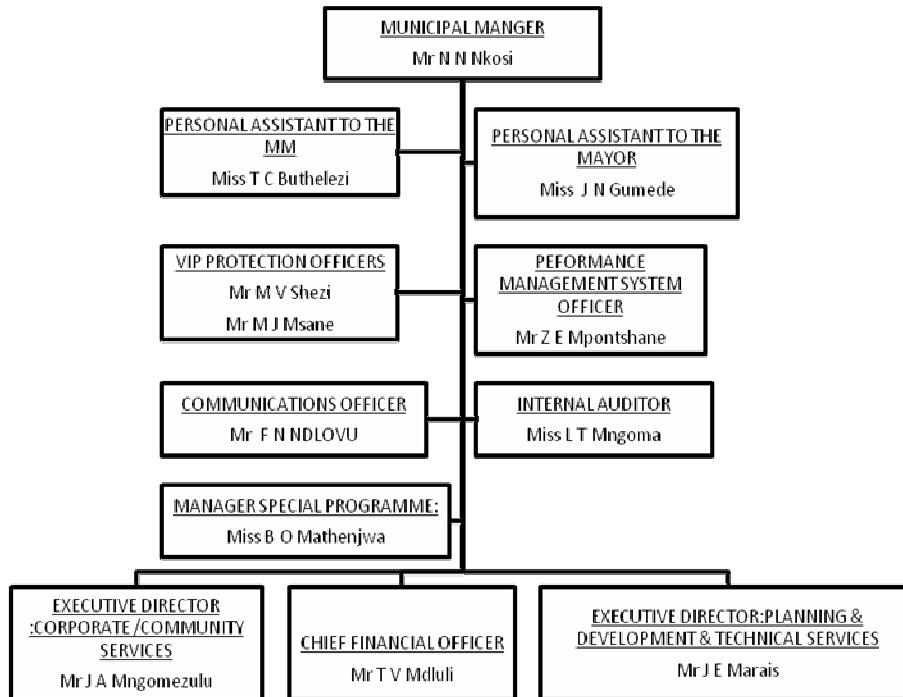 MUNICIPAL MANGER
Mr N N Nkosi
PERSONAL ASSISTANT TO THE
MM
Miss T C Buthelezi
PERSONAL ASSISTANT TO THE
MAYOR
Miss J N Gumede
VIP PROTECTION OFFICERS
Mr M V Shezi
Mr M J Msane
PEFORMANCE
MANAGEMENT SYSTEM
OFFICER
Mr Z E Mpontshane
COMMUNICATIONS OFFICER
Mr F N NDLOVU
INTERNAL AUDITOR
Miss L T Mngoma
MANAGER SPECIAL PROGRAMME:
Miss B O Mathenjwa
EXECUTIVE DIRECTOR
:CORPORATE /COMMUNITY
SERVICES
Mr J A Mngomezulu
CHIEF FINANCIAL OFFICER
Mr T V Mdluli
EXECUTIVE DIRECTOR:PLANNING &
DEVELOPMENT & TECHNICAL SERVICES
Mr J E Marais